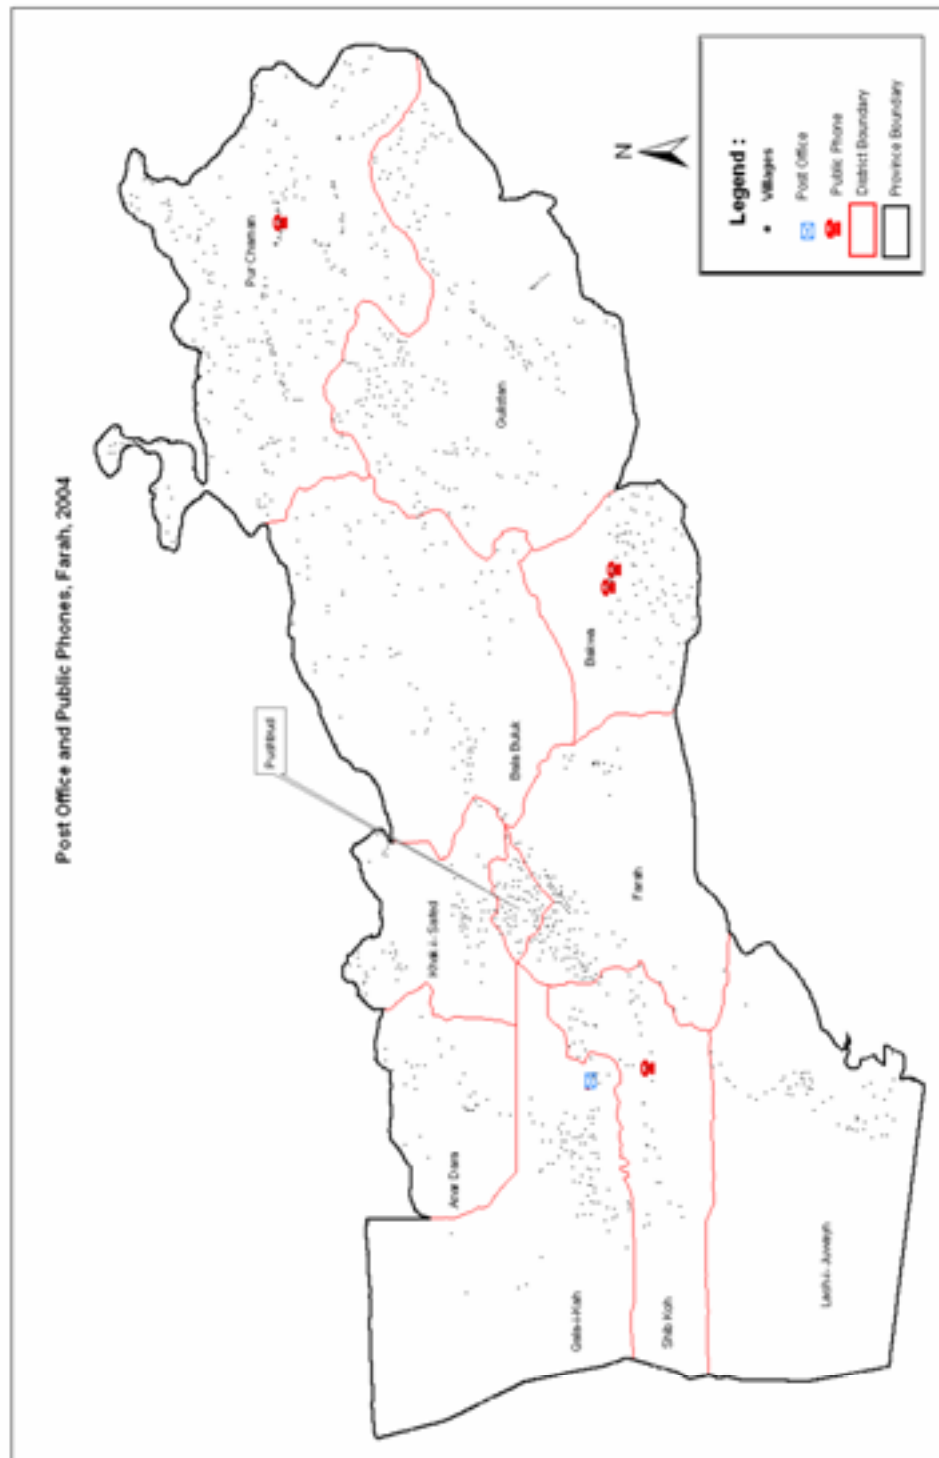 Post Office and Public Phones, Farah, 2004
N
Legend :
Villages
Post Office
Public Phone
District Boundary
Province Boundary
Pur Chaman
Gulistan
Bakwa
Bala Buluk
Pushtrud
Khak-i-Safed
Farah
Anar Dara
Qala-i-Kah
Shib Koh
Lash-i-Juwayn